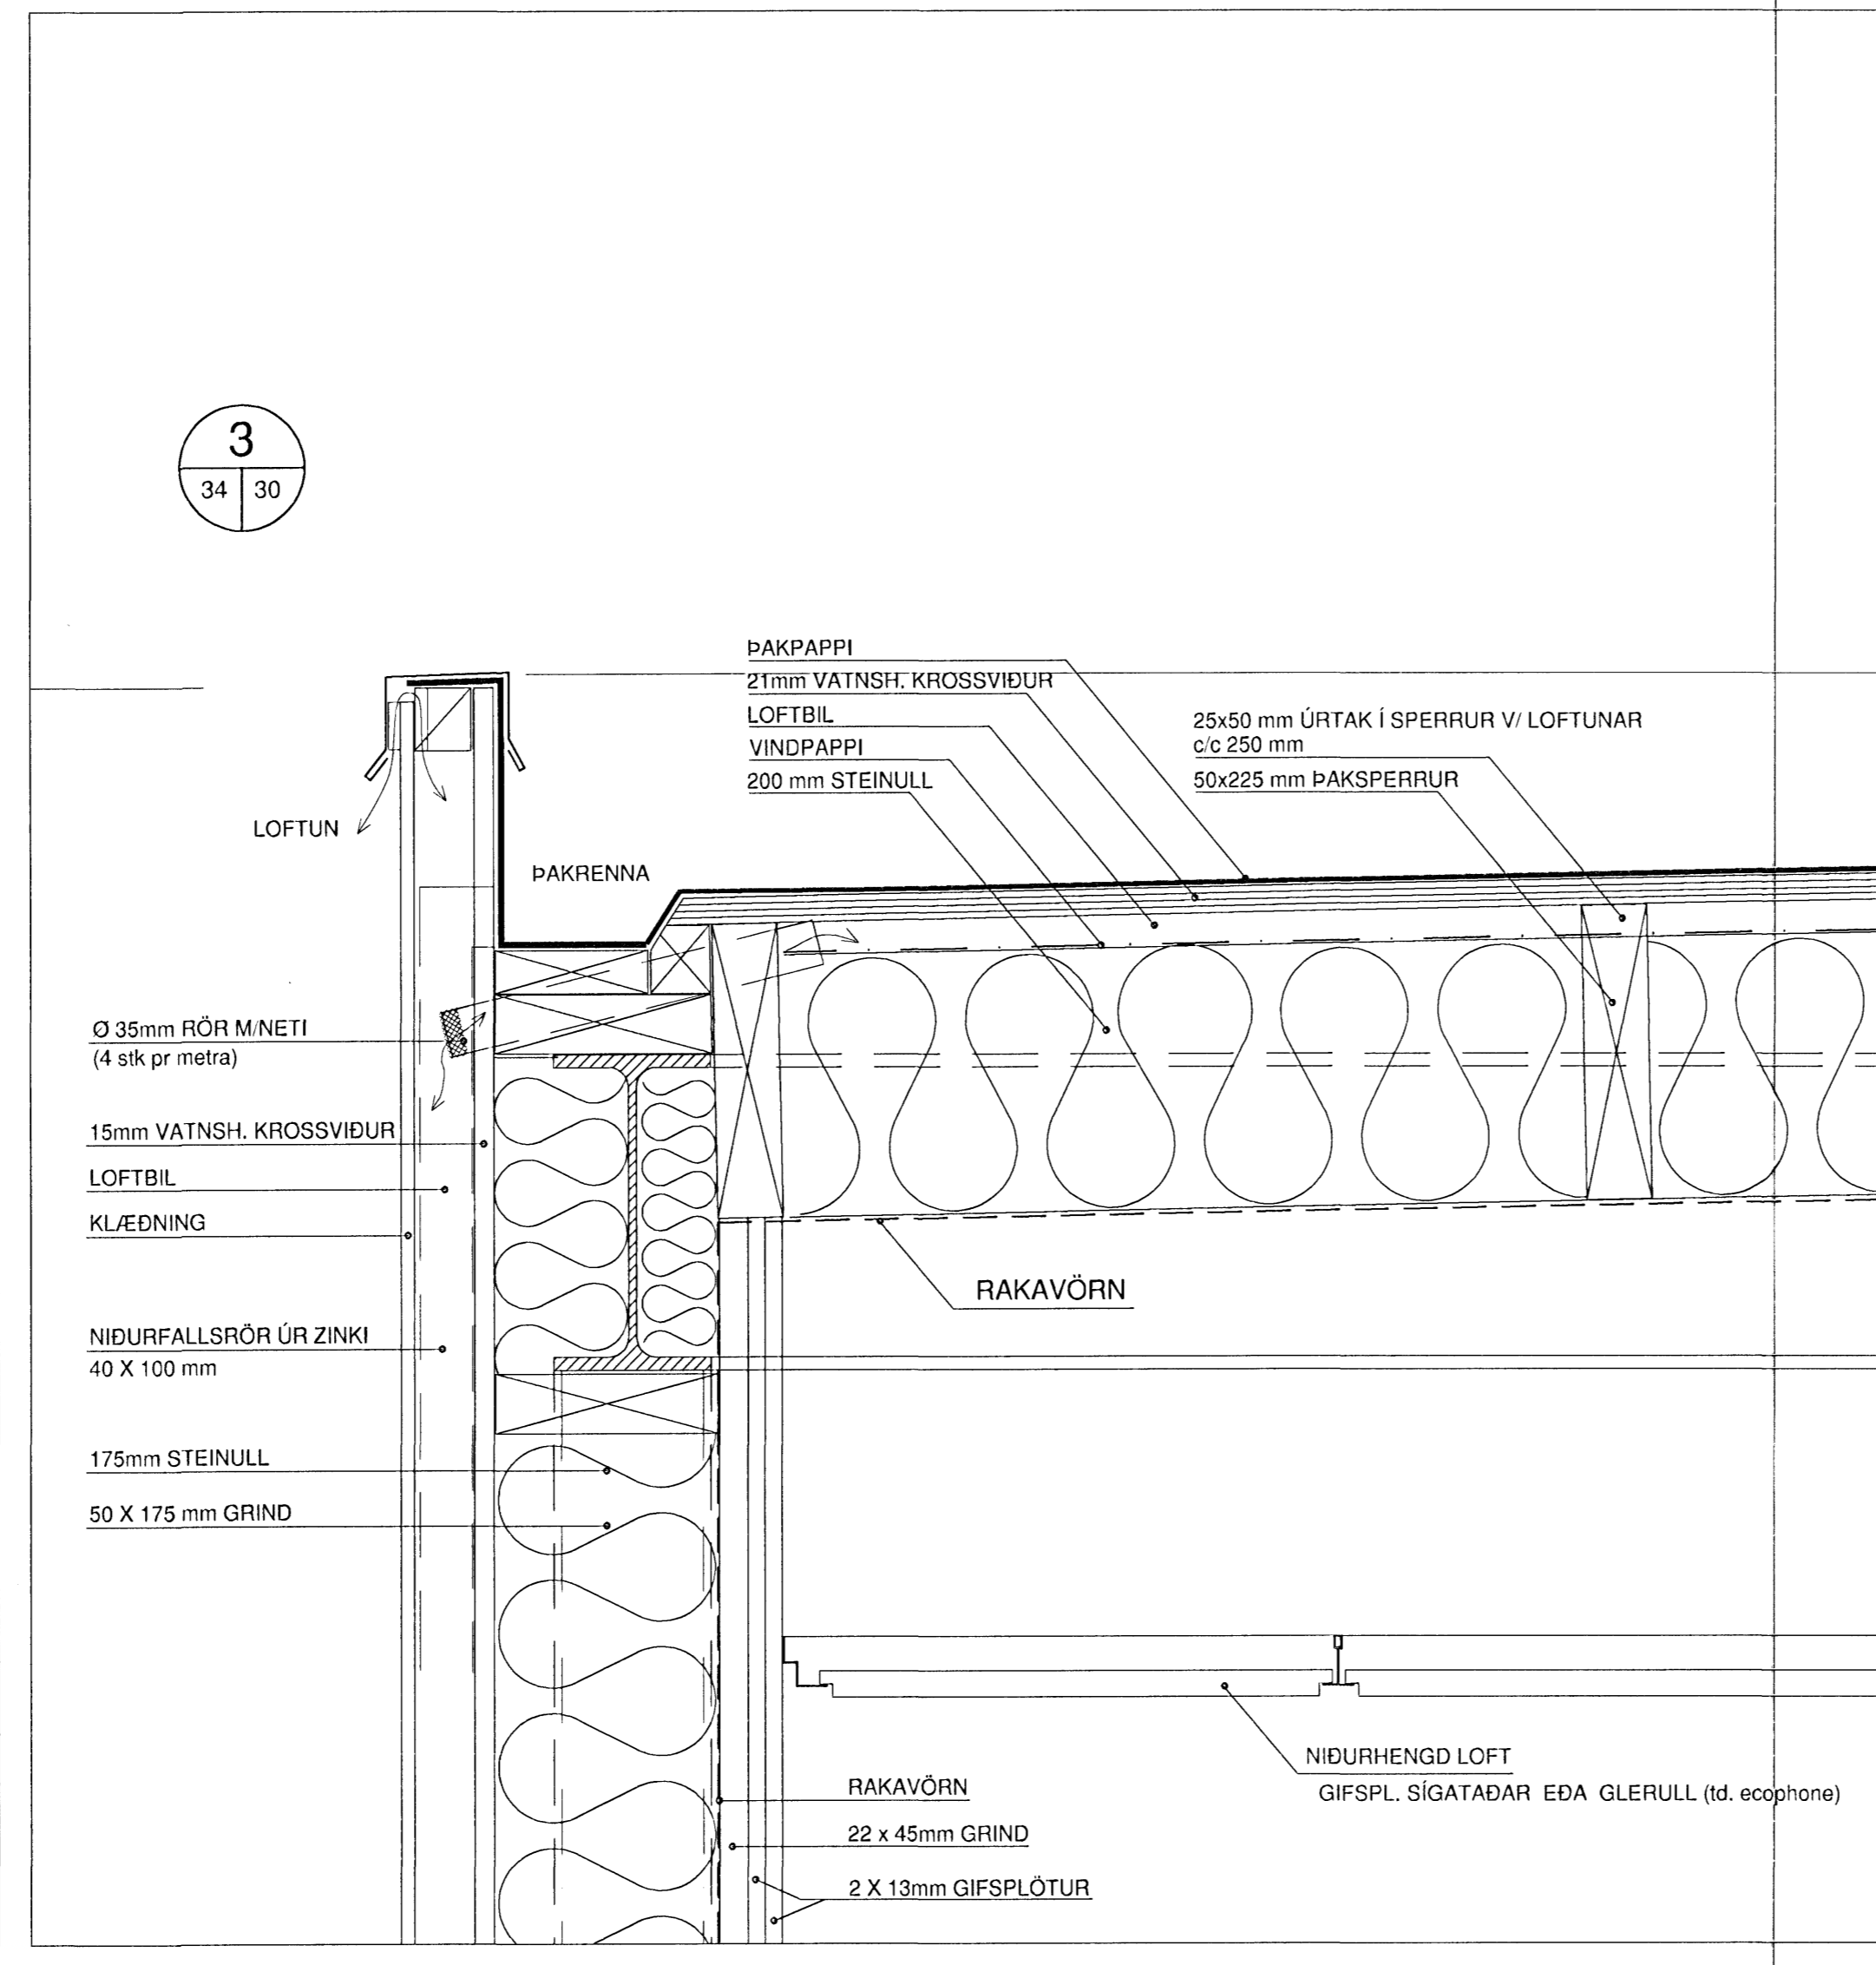 3
34 30
ÞAKPAPPI
21mm VATNSH. KROSSVIÐUR
LOFTBIL
VINDPAPPI
200 mm STEINULL
25x50 mm ÚRTAK Í SPERRUR V/ LOFTUNAR
c/c 250 mm
50x225 mm ÞAKSPERRUR
LOFTUN
ÞAKRENNA
Ø 35mm RÖR M/NETI
(4 stk pr metra)
15mm VATNSH. KROSSVIÐUR
LOFTBIL
KLÆÐNING
NIÐURFALLSRÖR ÚR ZINKI
40 X 100 mm
175mm STEINULL
50 X 175 mm GRIND
RAKAVÖRN
NIÐURHENGD LOFT
GIFSPL. SÍGATAÐAR EÐA GLERULL (td. ecophone)
RAKAVÖRN
22 x 45mm GRIND
2 X 13mm GIFSPLÖTUR